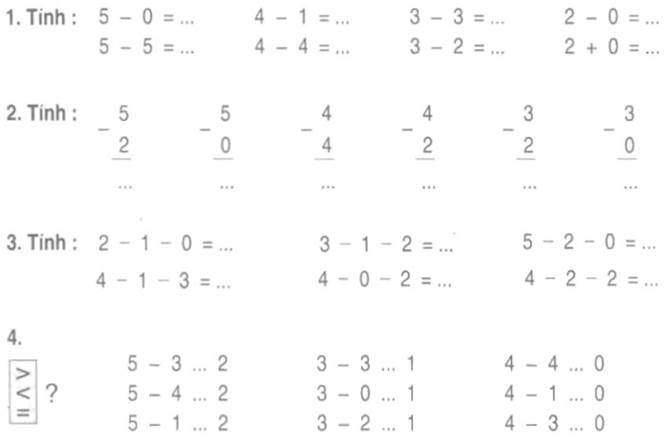 1. Tính : 5 - 0 = ... 4 - 1 = ... 3 - 3 = ... 2 - 0 = ...
5 - 5 = ... 4 - 4 = ... 3 - 2 = ... 2 + 0 = ...
2. Tính : - 5 - 5 - 4 - 4 - 3 - 3
2 0 4 2 2 0
... ... ... ... ... ...
3. Tính : 2 - 1 - 0 = ... 3 - 1 - 2 = ... 5 - 2 - 0 = ...
4 - 1 - 3 = ... 4 - 0 - 2 = ... 4 - 2 - 2 = ...
4.
5 - 3 ... 2 3 - 3 ... 1 4 - 4 ... 0
> < = ? 5 - 4 ... 2 3 - 0 ... 1 4 - 1 ... 0
5 - 1 ... 2 3 - 2 ... 1 4 - 3 ... 0